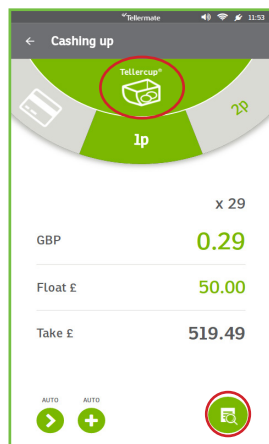 Tellermate 11:53
Cashing up
Tellercup®
1p
2p
x 29
GBP 0.29
Float £ 50.00
Take £ 519.49
AUTO AUTO